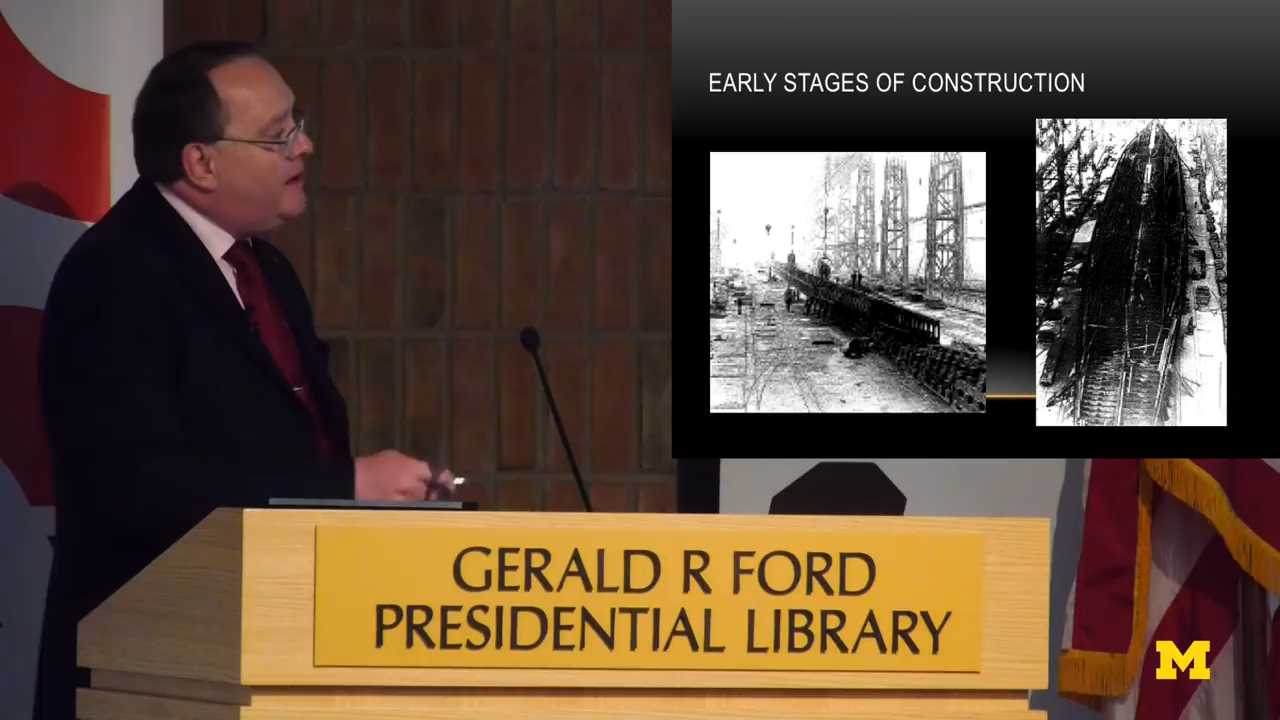 EARLY STAGES OF CONSTRUCTION
GERALD R FORD
PRESIDENTIAL LIBRARY
M